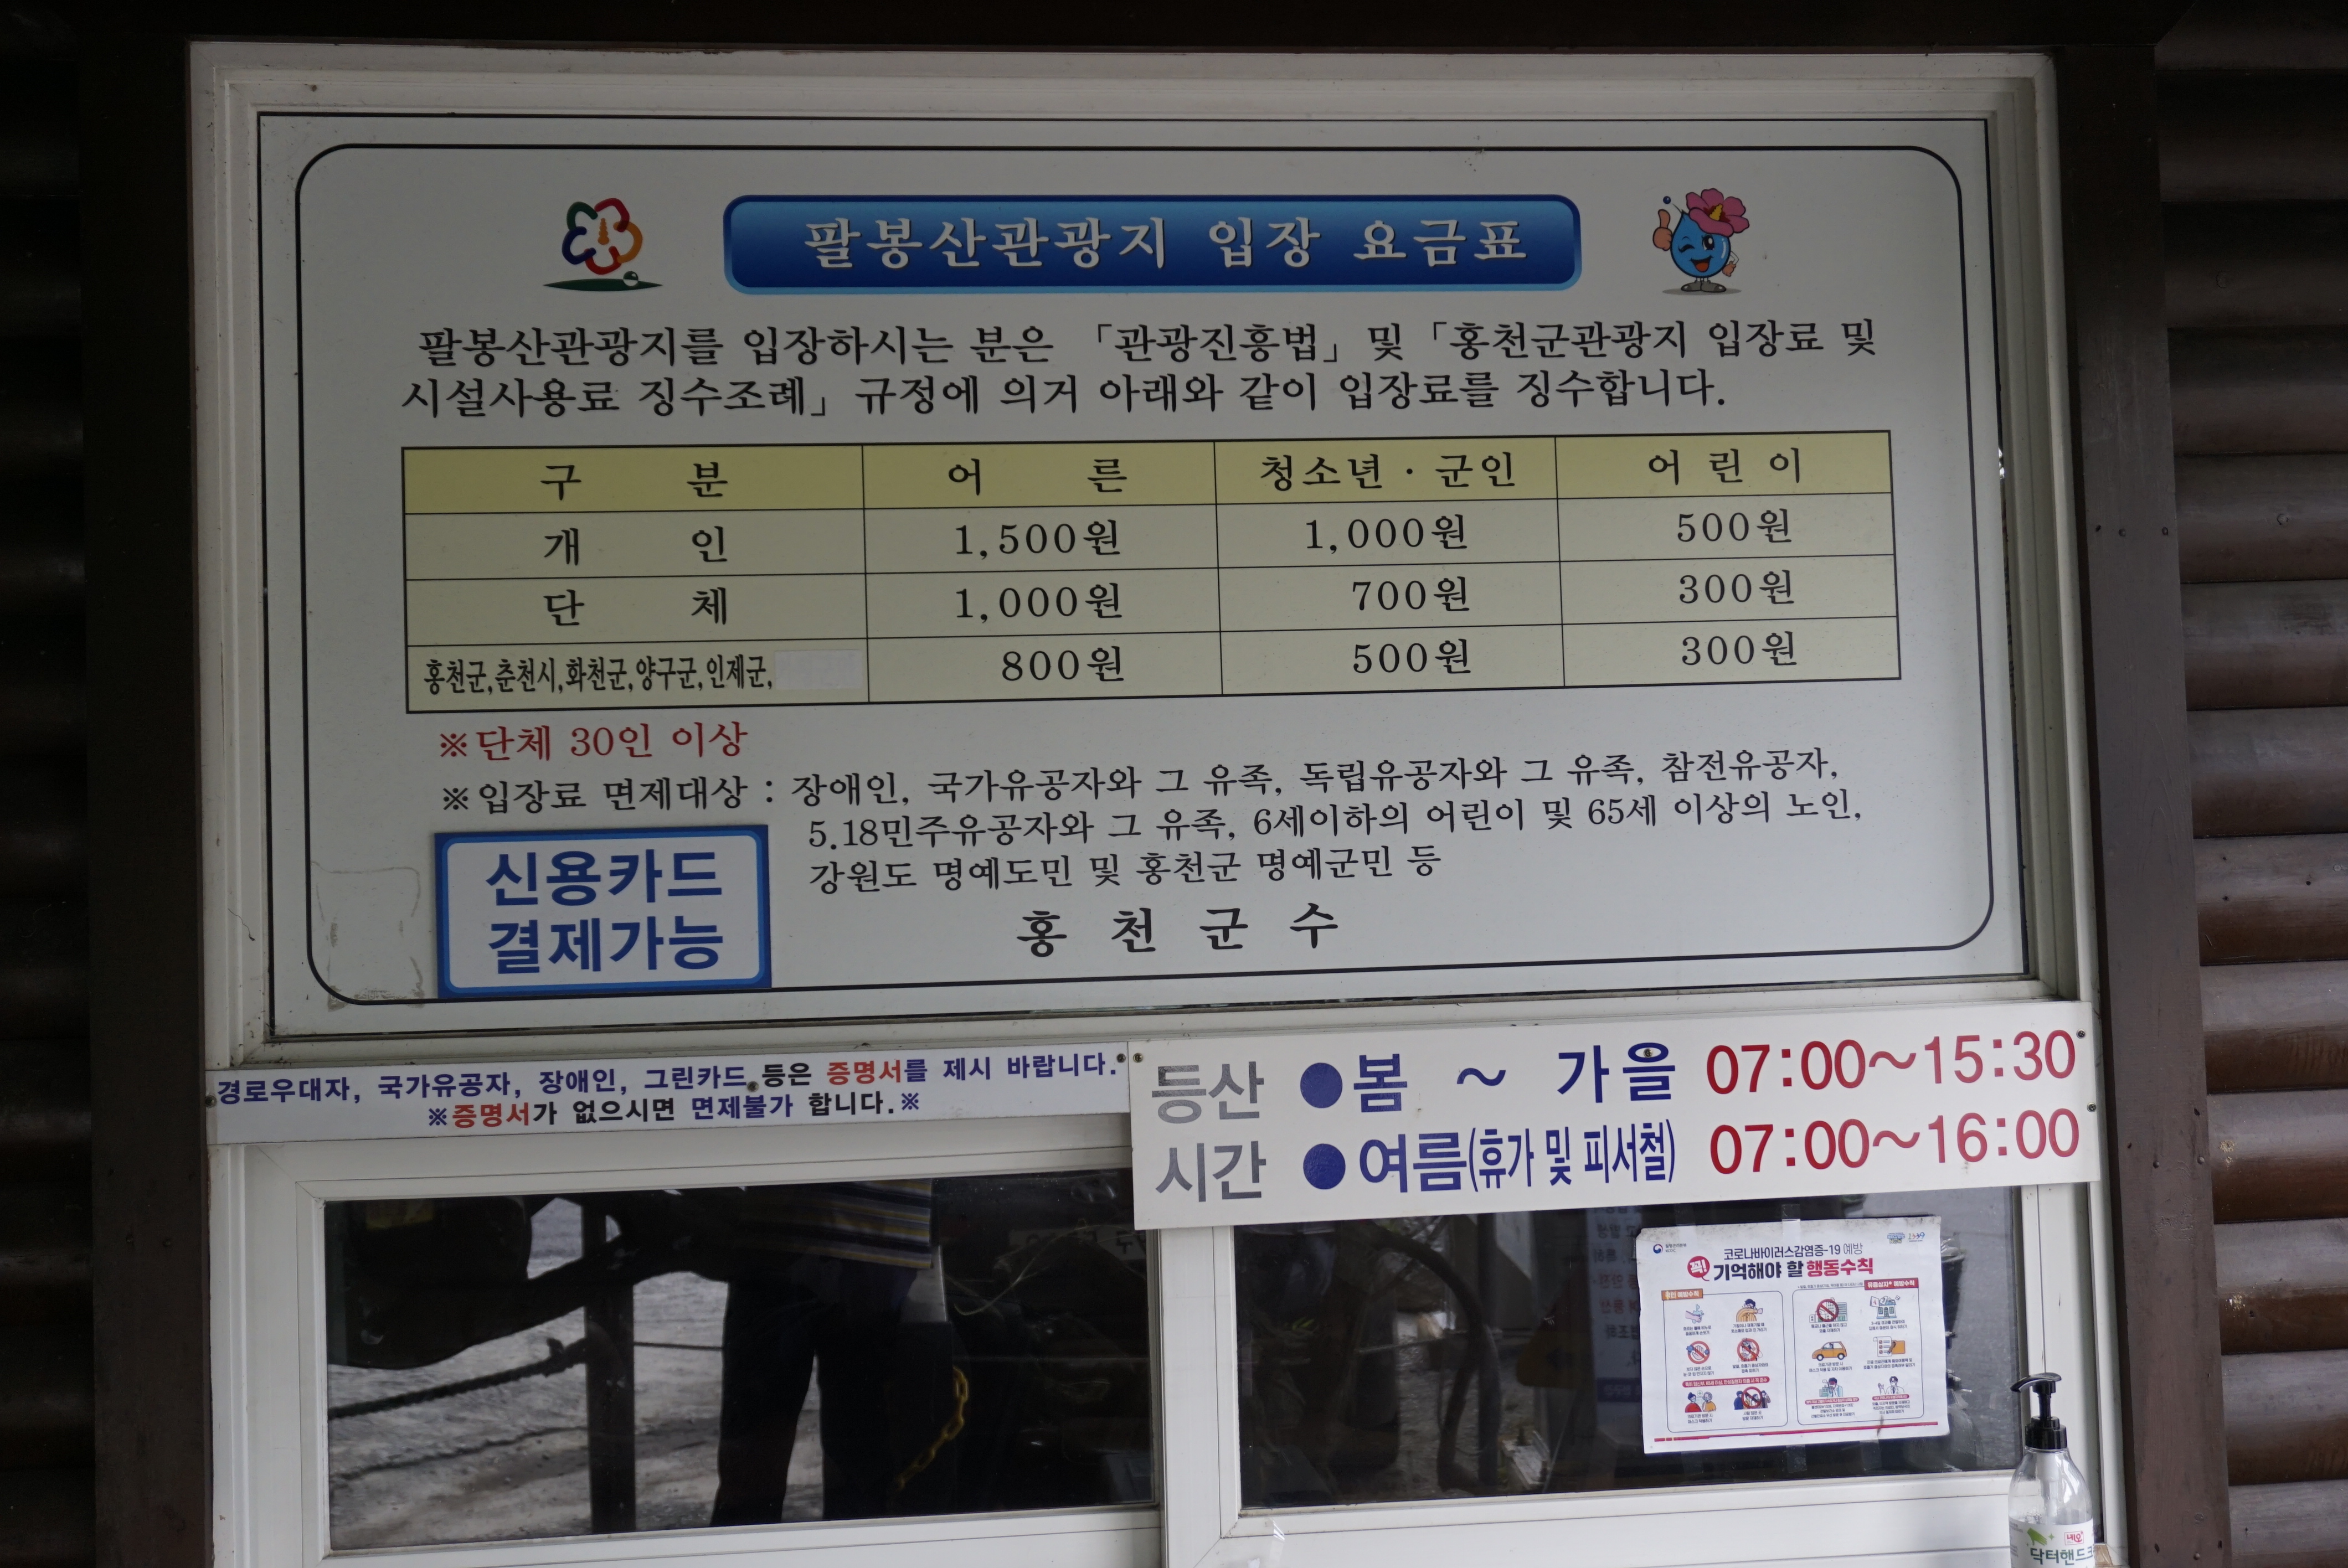 팔봉산관광지 입장 요금표
팔봉산관광지를 입장하시는 분은 「관광진흥법」 및 「홍천군관광지 입장료 및
시설사용료 징수조례」 규정에 의거 아래와 같이 입장료를 징수합니다.
구 분 어 른 청소년 · 군인 어 린 이
개 인 1,500원 1,000원 500원
단 체 1,000원 700원 300원
홍천군,춘천시,화천군,양구군,인제군, 800원 500원 300원
※단체 30인 이상
※입장료 면제대상 : 장애인, 국가유공자와 그 유족, 독립유공자와 그 유족, 참전유공자,
5.18민주유공자와 그 유족, 6세이하의 어린이 및 65세 이상의 노인,
강원도 명예도민 및 홍천군 명예군민 등
신용카드
결제가능
홍 천 군 수
경로우대자, 국가유공자, 장애인, 그린카드 등은 증명서를 제시 바랍니다.
※증명서가 없으시면 면제불가 합니다.※
등산 ●봄 ~ 가을 07:00~15:30
시간 ●여름(휴가 및 피서철) 07:00~16:00
코로나바이러스감염증-19 예방
꼭! 기억해야 할 행동수칙
닥터핸드